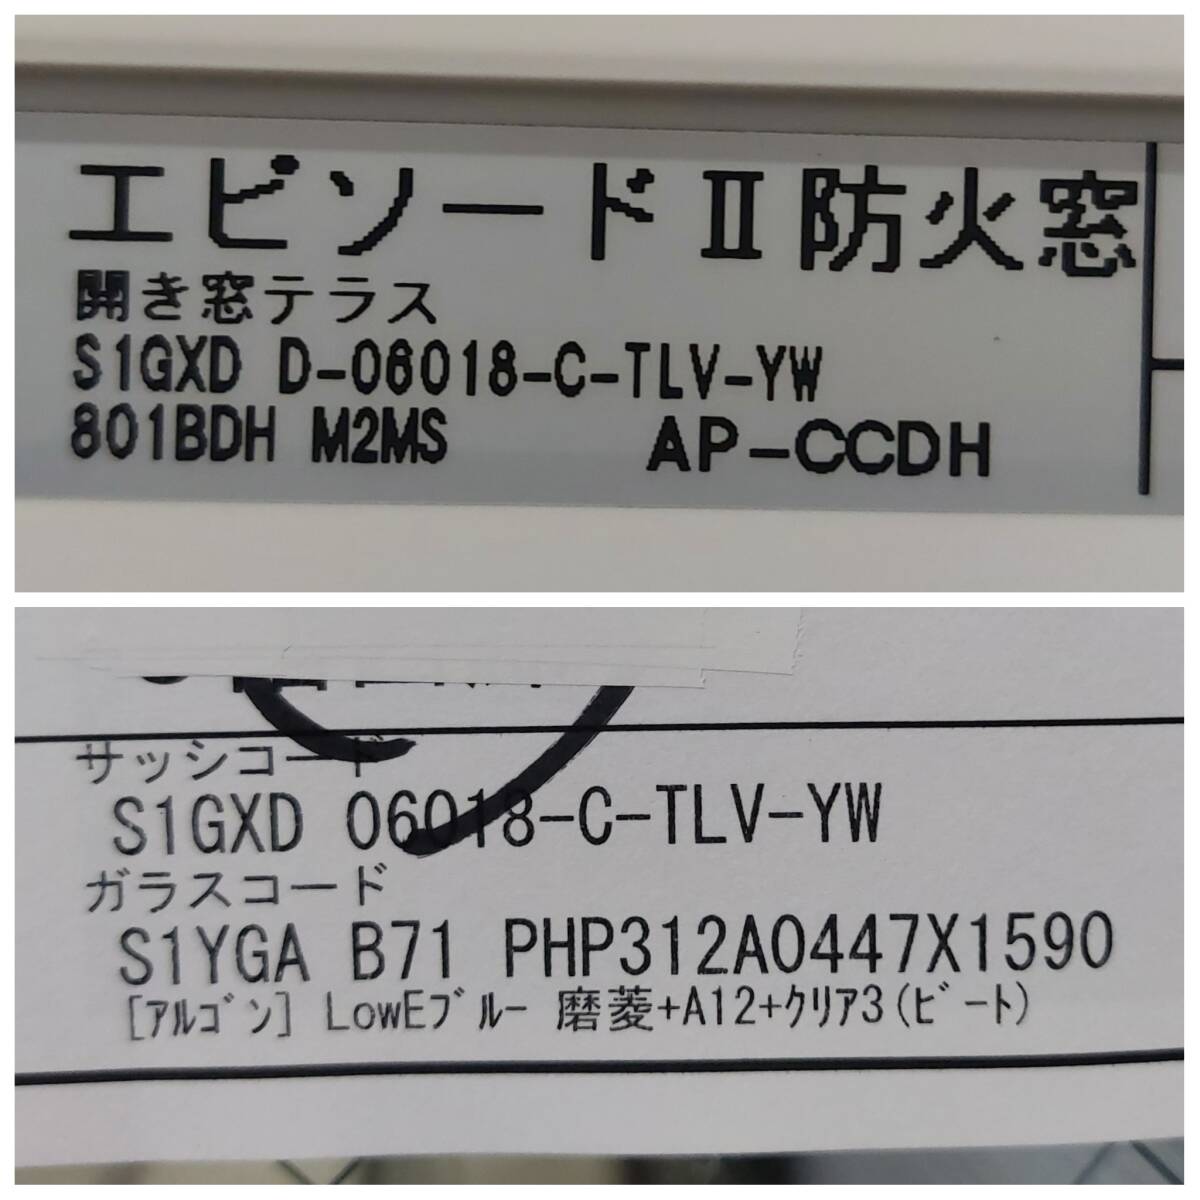 エピソードⅡ防火窓
開き窓テラス
S1GXD D-06018-C-TLV-YW
801BDH M2MS AP-CCDH
サッシコード
S1GXD 06018-C-TLV-YW
ガラスコード
S1YGA B71 PHP312A0447X1590
[アルゴン] LowEブルー 磨菱+A12+クリア3(ビート)